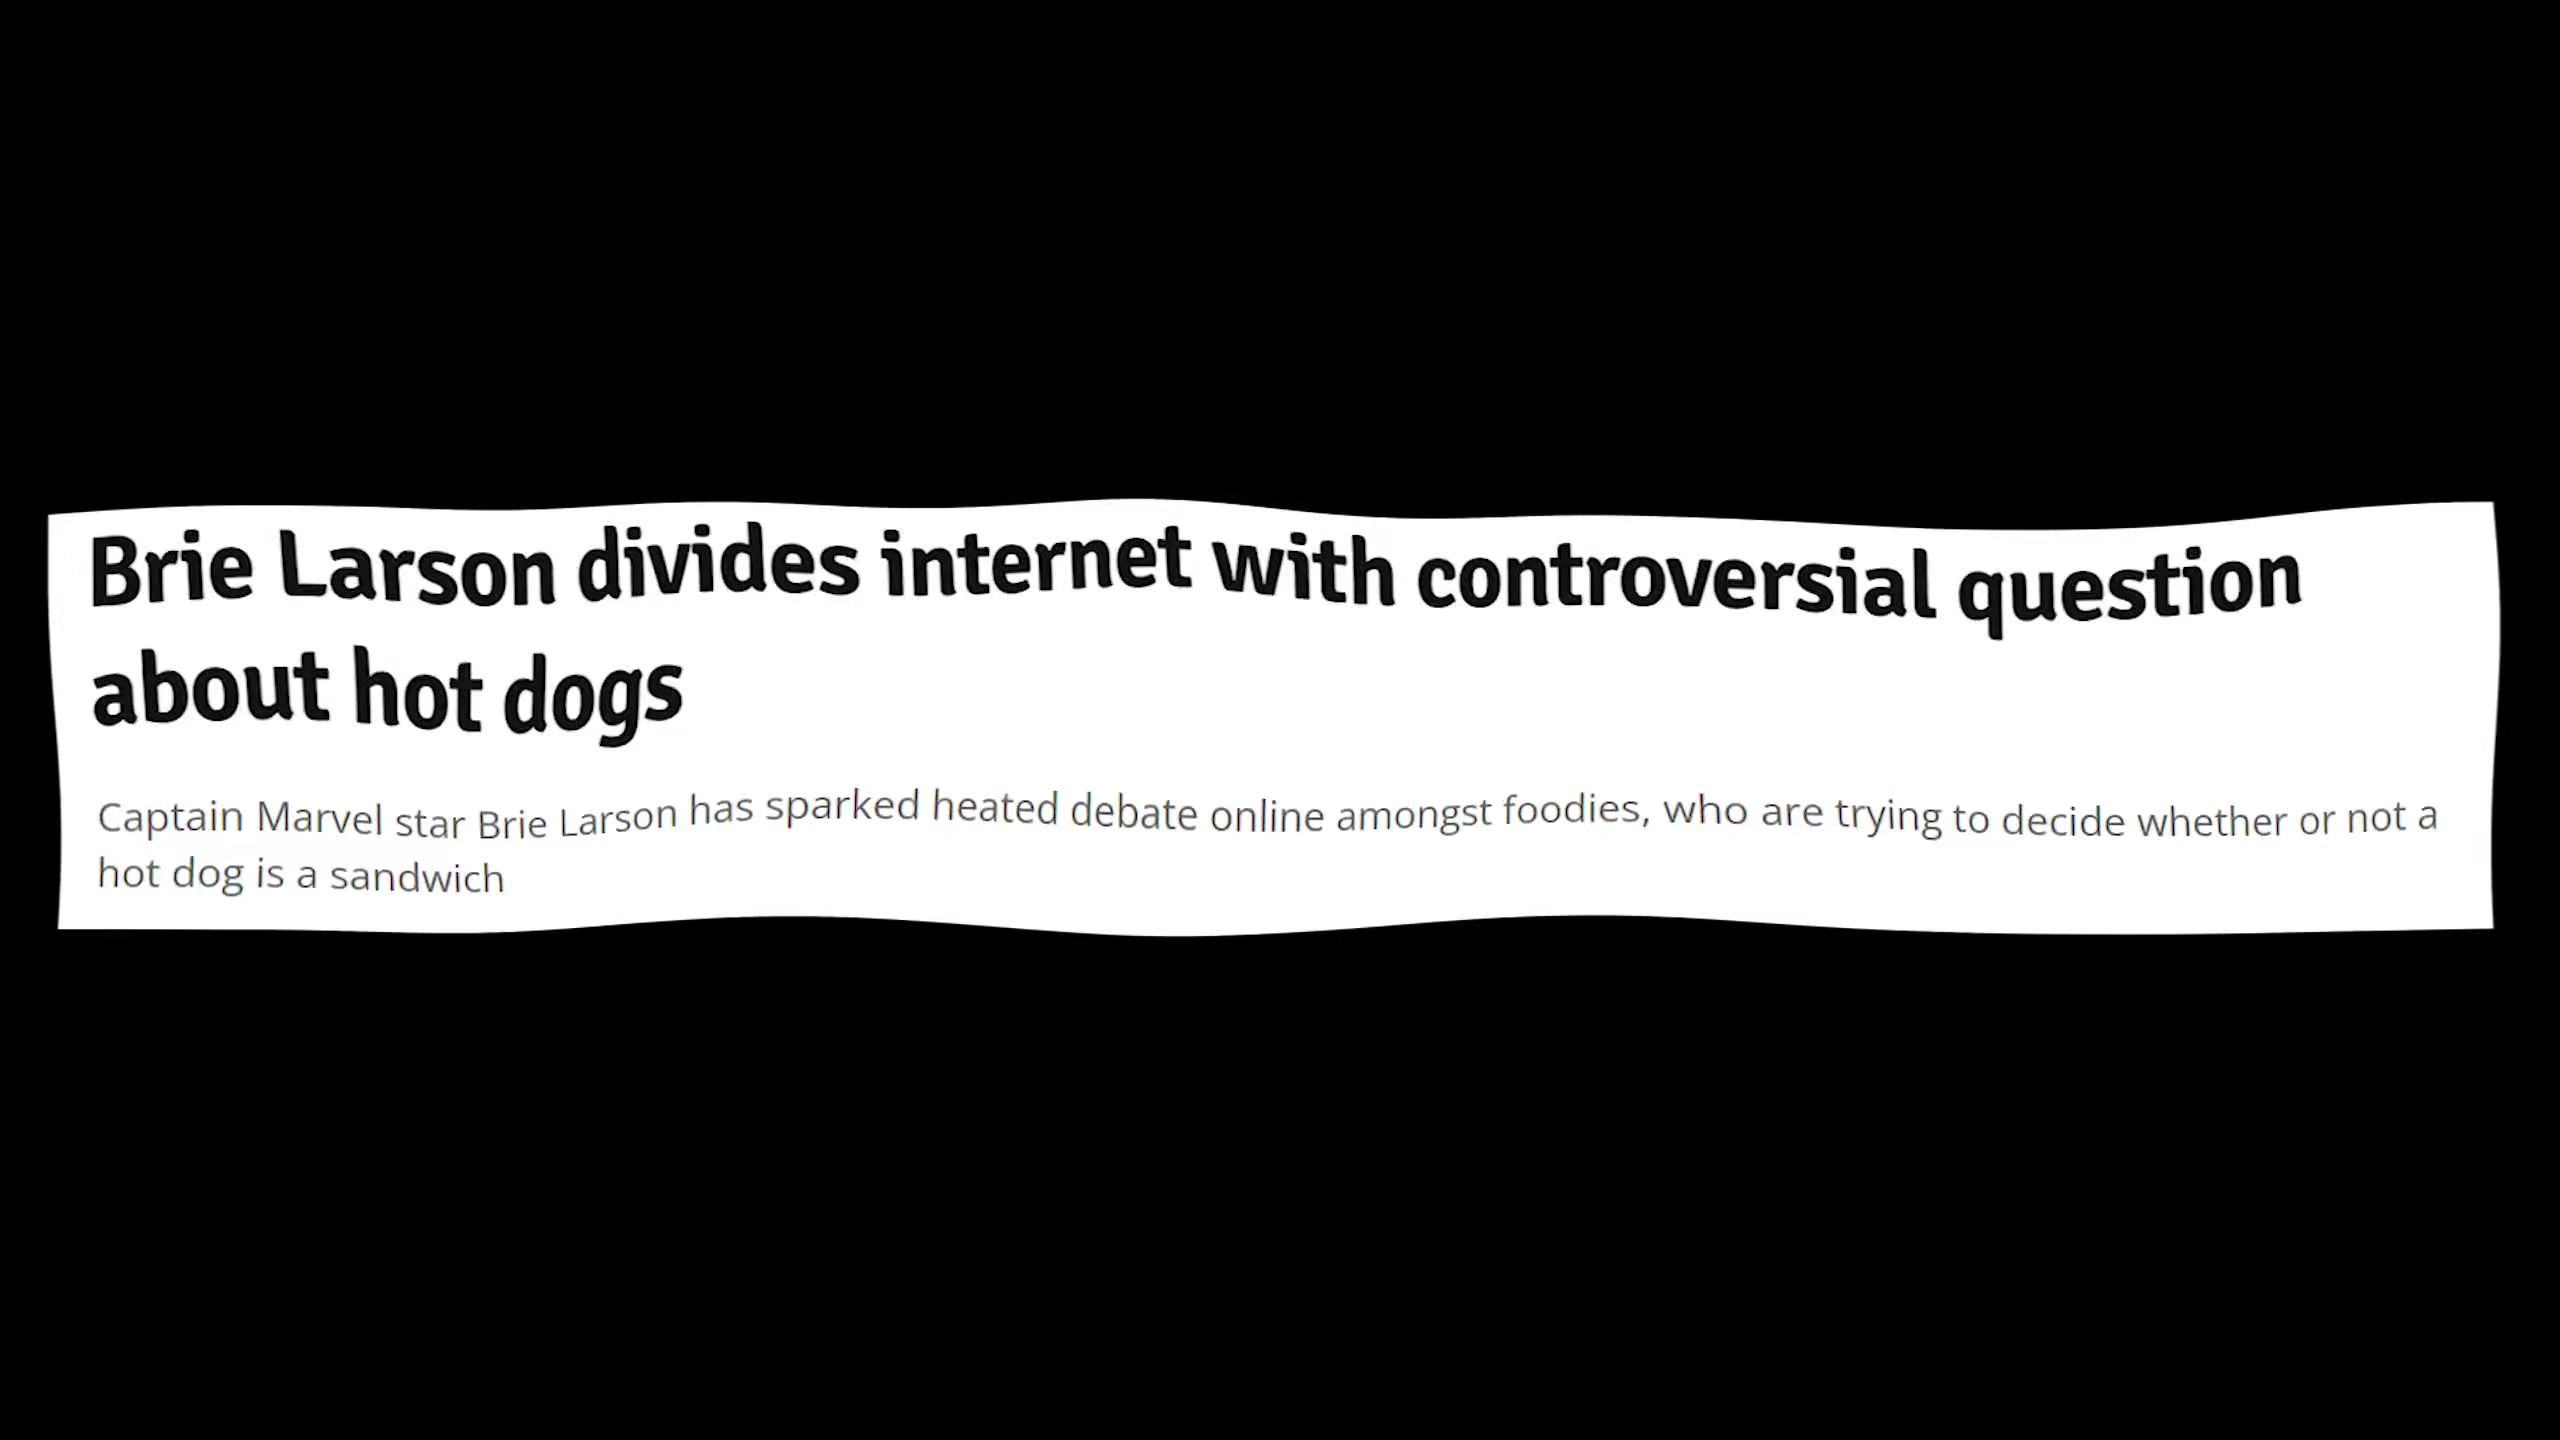 Brie Larson divides internet with controversial question
about hot dogs
Captain Marvel star Brie Larson has sparked heated debate online amongst foodies, who are trying to decide whether or not a
hot dog is a sandwich